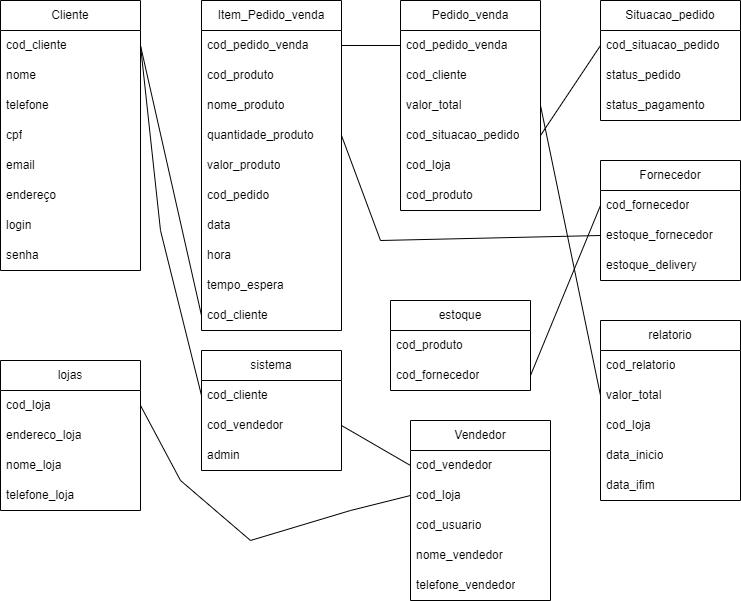 Cliente
cod_cliente
nome
telefone
cpf
email
endereço
login
senha
Item_Pedido_venda
cod_pedido_venda
cod_produto
nome_produto
quantidade_produto
valor_produto
cod_pedido
data
hora
tempo_espera
cod_cliente
Pedido_venda
cod_pedido_venda
cod_cliente
valor_total
cod_situacao_pedido
cod_loja
cod_produto
Situacao_pedido
cod_situacao_pedido
status_pedido
status_pagamento
Fornecedor
cod_fornecedor
estoque_fornecedor
estoque_delivery
estoque
cod_produto
cod_fornecedor
relatorio
cod_relatorio
valor_total
cod_loja
data_inicio
data_ifim
lojas
cod_loja
endereco_loja
nome_loja
telefone_loja
sistema
cod_cliente
cod_vendedor
admin
Vendedor
cod_vendedor
cod_loja
cod_usuario
nome_vendedor
telefone_vendedor